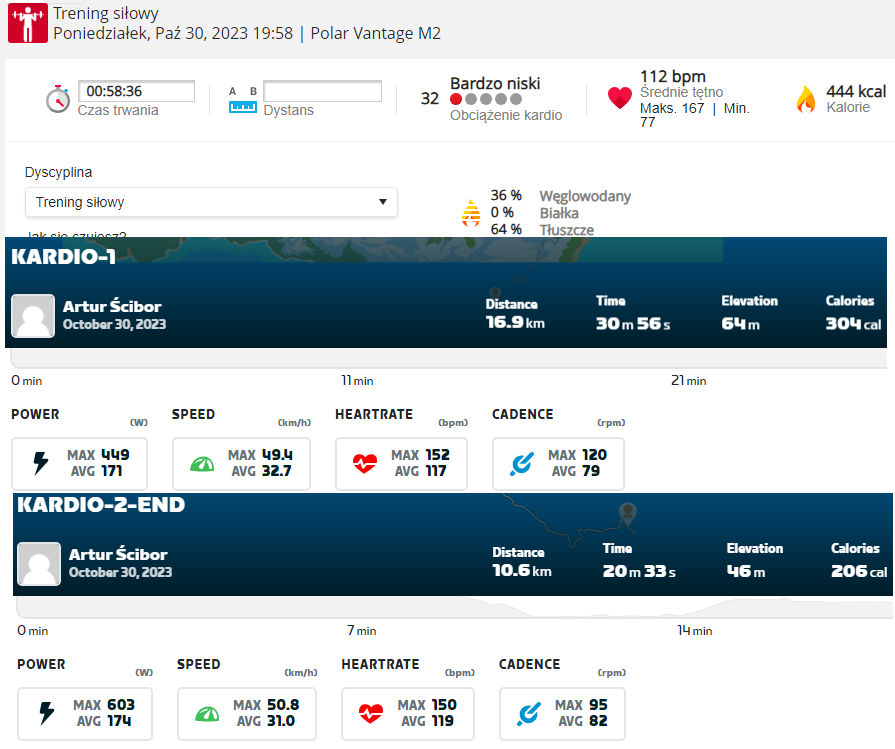 Trening siłowy
Poniedziałek, Paź 30, 2023 19:58 | Polar Vantage M2
00:58:36
Czas trwania
A B
Dystans
32
Bardzo niski
Obciążenie kardio
112 bpm
Średnie tętno
Maks. 167 | Min.
77
444 kcal
Kalorie
Dyscyplina
Trening siłowy
Jak się czujesz?
36 % Węglowodany
0 % Białka
64 % Tłuszcze
KARDIO-1
Artur Ścibor
October 30, 2023
Distance Time Elevation Calories
16.9 km 30 m 56 s 64 m 304 cal
0 min 11 min 21 min
POWER (W) SPEED (km/h) HEARTRATE (bpm) CADENCE (rpm)
MAX 449 MAX 49.4 MAX 152 MAX 120
AVG 171 AVG 32.7 AVG 117 AVG 79
KARDIO-2-END
Artur Ścibor
October 30, 2023
Distance Time Elevation Calories
10.6 km 20 m 33 s 46 m 206 cal
0 min 7 min 14 min
POWER (W) SPEED (km/h) HEARTRATE (bpm) CADENCE (rpm)
MAX 603 MAX 50.8 MAX 150 MAX 95
AVG 174 AVG 31.0 AVG 119 AVG 82